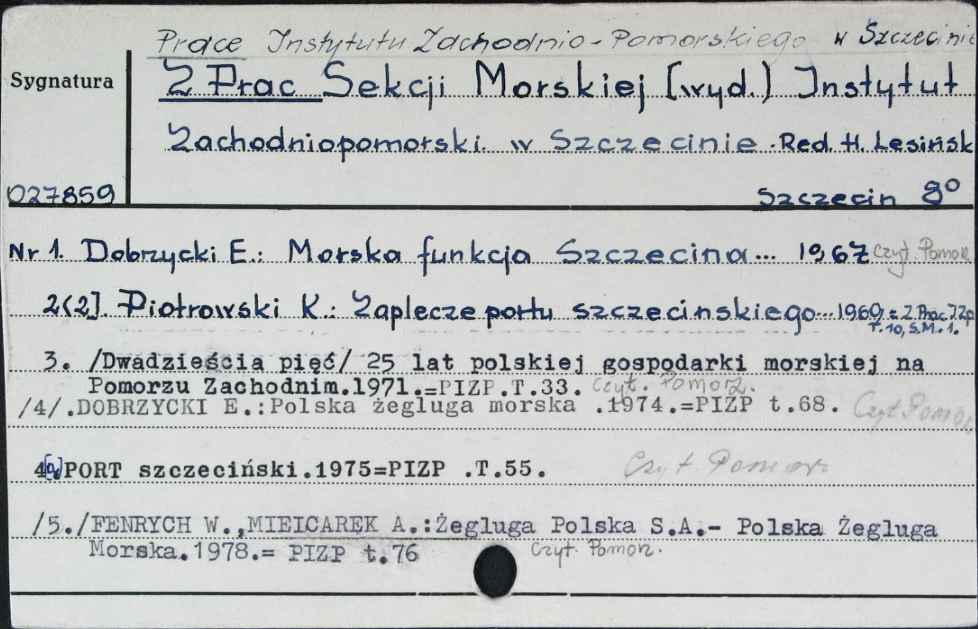 Prace Instytutu Zachodnio-Pomorskiego w Szczecinie
Sygnatura
Z Prac Sekcji Morskiej [wyd.) Instytut
Zachodniopomorski w Szczecinie. Red. H. Lesińsk
027859
Szczecin 8°
Nr 1. Dobrzycki E.: Morska funkcja Szczecina... 1967 Czyt. Pomor.
2(2]. Piotrowski K.: Zaplecze portu szczecinskiego... 1969 = Z Prac
T. 10, S.M. 1.
3. /Dwadzieścia pięć/ 25 lat polskiej gospodarki morskiej na
Pomorzu Zachodnim.1971.=PIZP.T.33. Czyt. Pomorz.
/4/.DOBRZYCKI E.:Polska żegluga morska .1974.=PIZP t.68. Czyt Pomor.
4 PORT szczeciński.1975=PIZP .T.55. Czyt Pomor
/5./FENRYCH W.,MIELCAREK A.:Żegluga Polska S.A.- Polska Żegluga
Morska.1978.= PIZP t.76 Czyt. Pomorz.